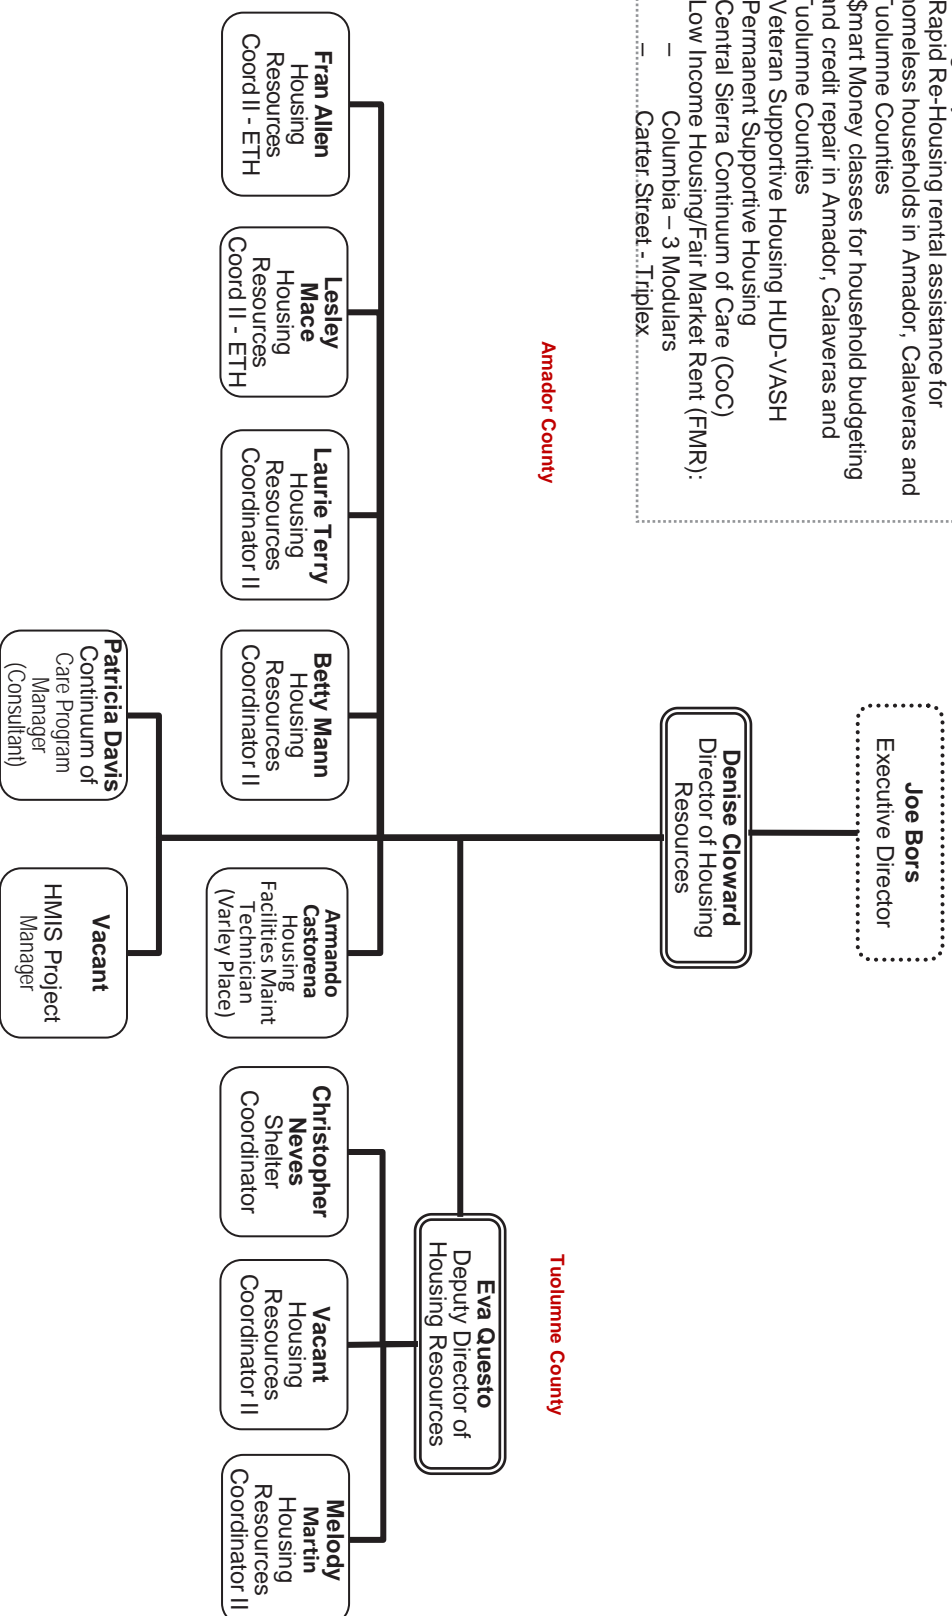 Rapid Re-Housing rental assistance for
homeless households in Amador, Calaveras and
Tuolumne Counties
$mart Money classes for household budgeting
and credit repair in Amador, Calaveras and
Tuolumne Counties
Veteran Supportive Housing HUD-VASH
Permanent Supportive Housing
Central Sierra Continuum of Care (CoC)
Low Income Housing/Fair Market Rent (FMR):
– Columbia – 3 Modulars
– Carter Street - Triplex
Joe Bors
Executive Director
Denise Cloward
Director of Housing
Resources
Amador County
Tuolumne County
Eva Questo
Deputy Director of
Housing Resources
Fran Allen
Housing
Resources
Coord II - ETH
Lesley
Mace
Housing
Resources
Coord II - ETH
Laurie Terry
Housing
Resources
Coordinator II
Betty Mann
Housing
Resources
Coordinator II
Armando
Castorena
Housing
Facilities Maint
Technician
(Varley Place)
Christopher
Neves
Shelter
Coordinator
Vacant
Housing
Resources
Coordinator II
Melody
Martin
Housing
Resources
Coordinator II
Patricia Davis
Continuum of
Care Program
Manager
(Consultant)
Vacant
HMIS Project
Manager